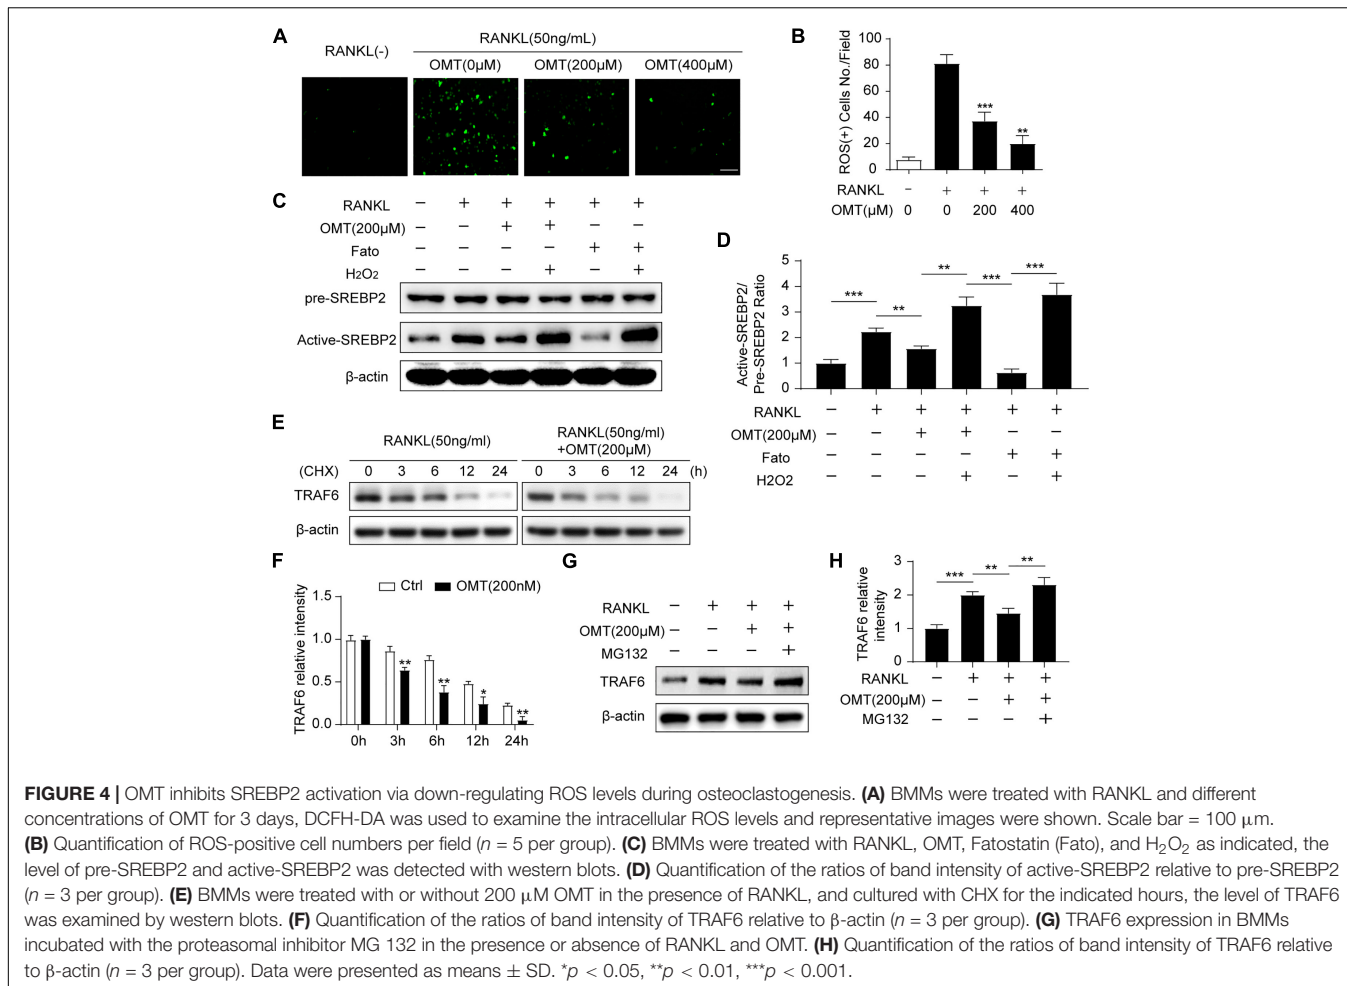 A
RANKL(-)
RANKL(50ng/mL)
OMT(0μM) OMT(200μM) OMT(400μM)
B
ROS(+) Cells No./Field
100
80
60
40
20
0
***
**
RANKL – + + +
OMT(μM) 0 0 200 400
C
RANKL – + + + + +
OMT(200μM) – – + + – –
Fato – – – – + +
H2O2 – – – + – +
pre-SREBP2
Active-SREBP2
β-actin
D
Active-SREBP2/
Pre-SREBP2 Ratio
5
4
3
2
1
0
*** ** ** *** ***
RANKL – + + + + +
OMT(200μM) – – + + – –
Fato – – – – + +
H2O2 – – – + – +
E
RANKL(50ng/ml)
RANKL(50ng/ml)
+OMT(200μM)
(CHX) 0 3 6 12 24 0 3 6 12 24 (h)
TRAF6
β-actin
F
Ctrl OMT(200nM)
TRAF6 relative intensity
1.5
1.0
0.5
0.0
** ** * **
0h 3h 6h 12h 24h
G
RANKL – + + +
OMT(200μM) – – + +
MG132 – – – +
TRAF6
β-actin
H
TRAF6 relative
intensity
3
2
1
0
*** ** **
RANKL – + + +
OMT(200μM) – – + +
MG132 – – – +
FIGURE 4 | OMT inhibits SREBP2 activation via down-regulating ROS levels during osteoclastogenesis. (A) BMMs were treated with RANKL and different
concentrations of OMT for 3 days, DCFH-DA was used to examine the intracellular ROS levels and representative images were shown. Scale bar = 100 μm.
(B) Quantification of ROS-positive cell numbers per field (n = 5 per group). (C) BMMs were treated with RANKL, OMT, Fatostatin (Fato), and H2O2 as indicated, the
level of pre-SREBP2 and active-SREBP2 was detected with western blots. (D) Quantification of the ratios of band intensity of active-SREBP2 relative to pre-SREBP2
(n = 3 per group). (E) BMMs were treated with or without 200 μM OMT in the presence of RANKL, and cultured with CHX for the indicated hours, the level of TRAF6
was examined by western blots. (F) Quantification of the ratios of band intensity of TRAF6 relative to β-actin (n = 3 per group). (G) TRAF6 expression in BMMs
incubated with the proteasomal inhibitor MG 132 in the presence or absence of RANKL and OMT. (H) Quantification of the ratios of band intensity of TRAF6 relative
to β-actin (n = 3 per group). Data were presented as means ± SD. *p < 0.05, **p < 0.01, ***p < 0.001.